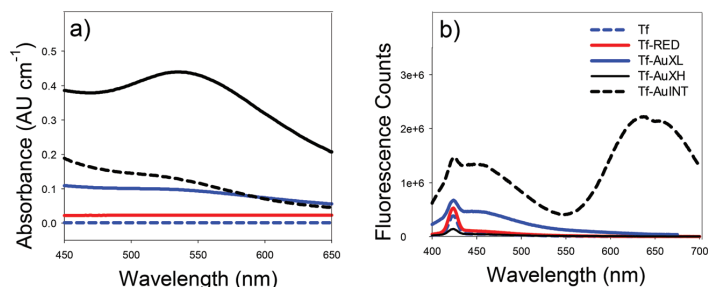 a)
Absorbance (AU cm⁻¹)
0.5
0.4
0.3
0.2
0.1
0.0
450 500 550 600 650
Wavelength (nm)
b)
Fluorescence Counts
3e+6
2e+6
1e+6
0
400 450 500 550 600 650 700
Wavelength (nm)
Tf
Tf-RED
Tf-AuXL
Tf-AuXH
Tf-AuINT